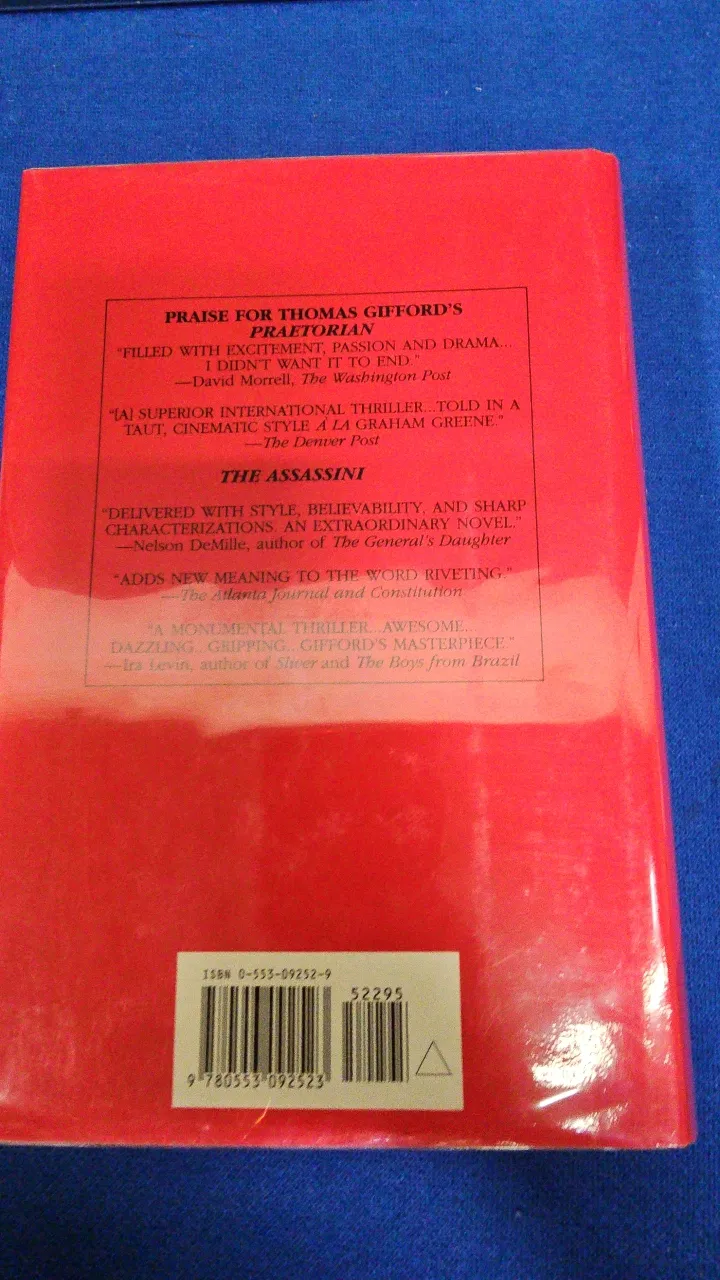 PRAISE FOR THOMAS GIFFORD'S
PRAETORIAN
"FILLED WITH EXCITEMENT, PASSION AND DRAMA...
I DIDN'T WANT IT TO END."
—David Morrell, The Washington Post
"[A] SUPERIOR INTERNATIONAL THRILLER...TOLD IN A
TAUT, CINEMATIC STYLE À LA GRAHAM GREENE."
—The Denver Post
THE ASSASSINI
"DELIVERED WITH STYLE, BELIEVABILITY, AND SHARP
CHARACTERIZATIONS. AN EXTRAORDINARY NOVEL."
—Nelson DeMille, author of The General's Daughter
"ADDS NEW MEANING TO THE WORD RIVETING."
—The Atlanta Journal and Constitution
"A MONUMENTAL THRILLER...AWESOME...
DAZZLING...GRIPPING...GIFFORD'S MASTERPIECE."
—Ira Levin, author of Sliver and The Boys from Brazil
ISBN 0-553-09252-9
52295
9 780553 092523